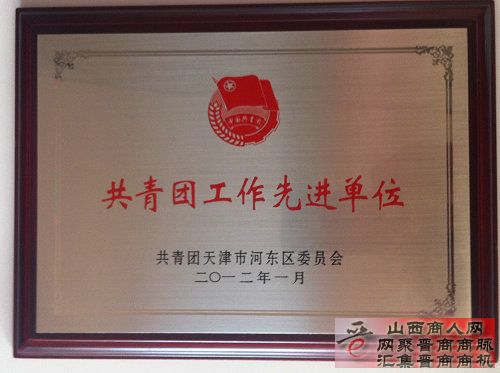 中国共青团
共青团工作先进单位
共青团天津市河东区委员会
二〇一二年一月
山西商人网
网聚晋商商脉
汇集晋商商机